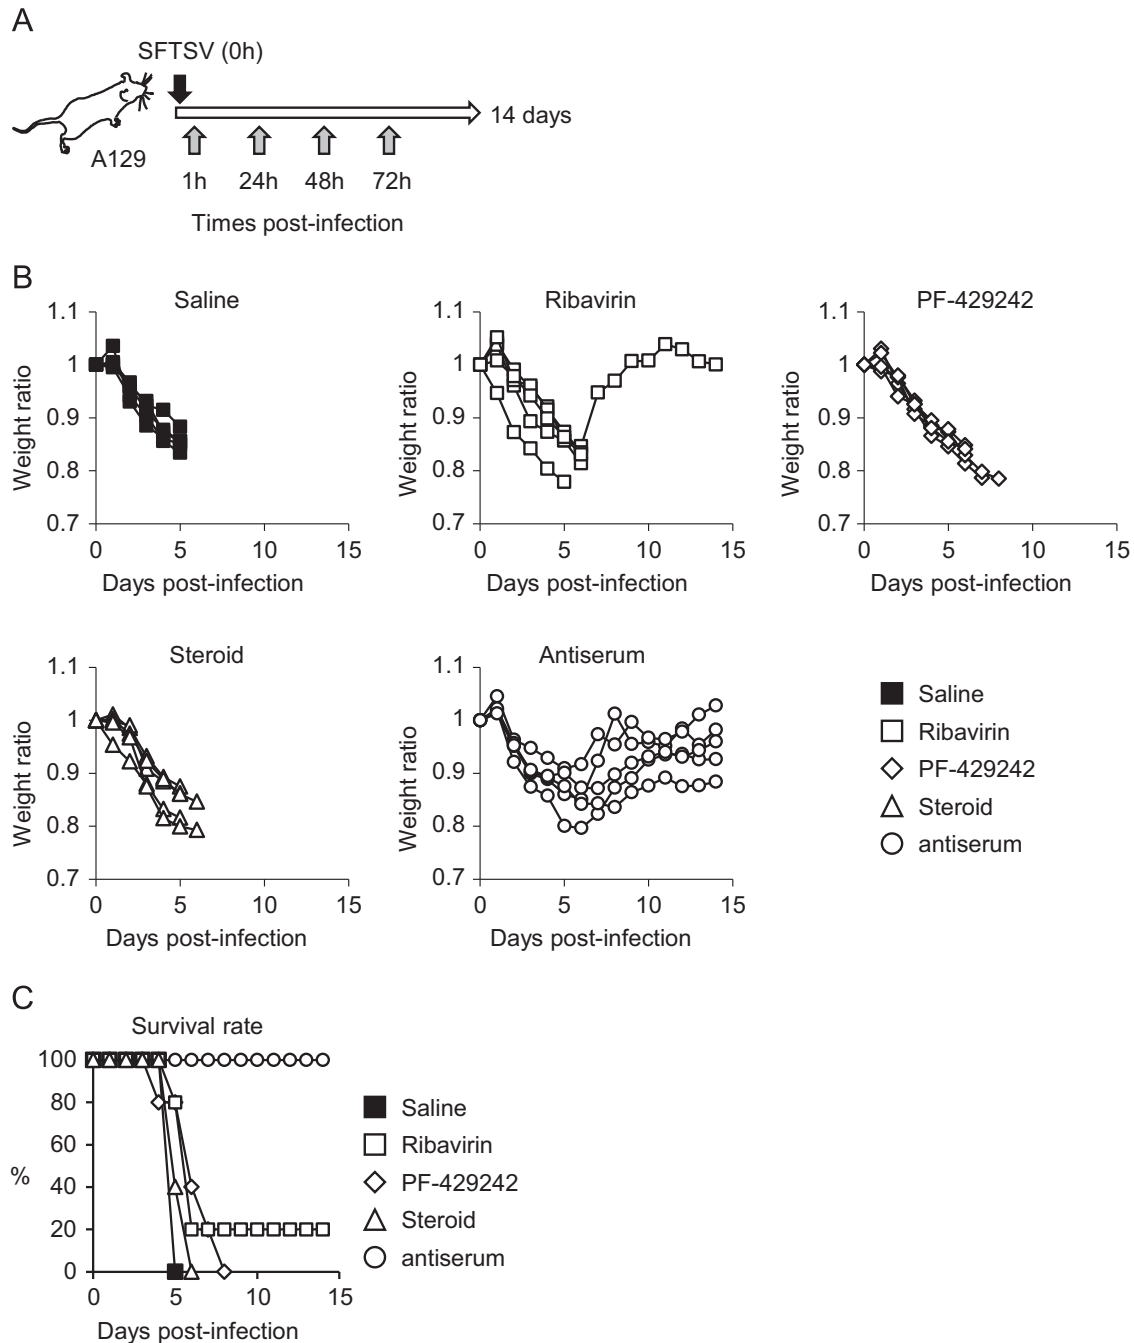 A
SFTSV (0h)
14 days
A129
1h 24h 48h 72h
Times post-infection
B
Saline
Ribavirin
PF-429242
1.1
1
0.9
0.8
0.7
Weight ratio
0 5 10 15
Days post-infection
1.1
1
0.9
0.8
0.7
Weight ratio
0 5 10 15
Days post-infection
1.1
1
0.9
0.8
0.7
Weight ratio
0 5 10 15
Days post-infection
Steroid
Antiserum
1.1
1
0.9
0.8
0.7
Weight ratio
0 5 10 15
Days post-infection
1.1
1
0.9
0.8
0.7
Weight ratio
0 5 10 15
Days post-infection
Saline
Ribavirin
PF-429242
Steroid
antiserum
C
Survival rate
100
80
60
40
20
0
%
0 5 10 15
Days post-infection
Saline
Ribavirin
PF-429242
Steroid
antiserum